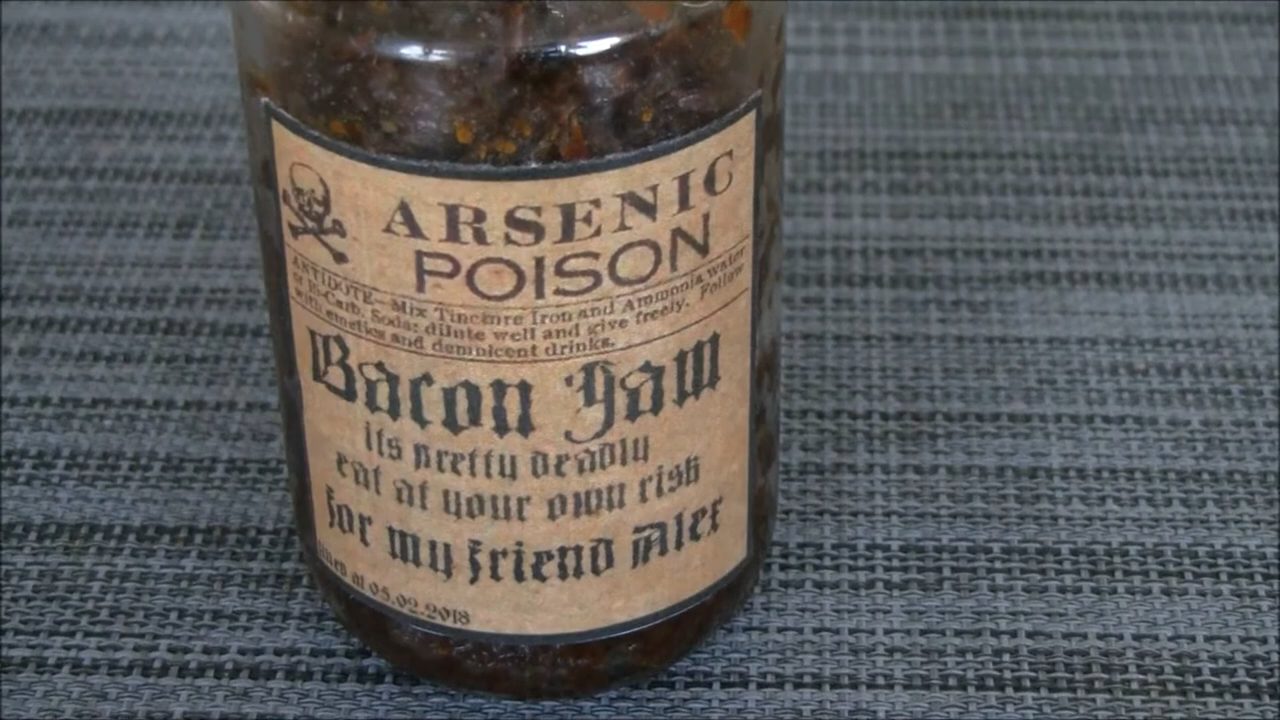 ARSENIC
POISON
ANTIDOTE—Mix Tincture Iron and Ammonia water
or Bi-Carb. Soda: dilute well and give freely. Follow
with emetics and demulcent drinks.
Bacon Jam
its pretty deadly
eat at your own risk
for my friend Alex
at 05.02.2018